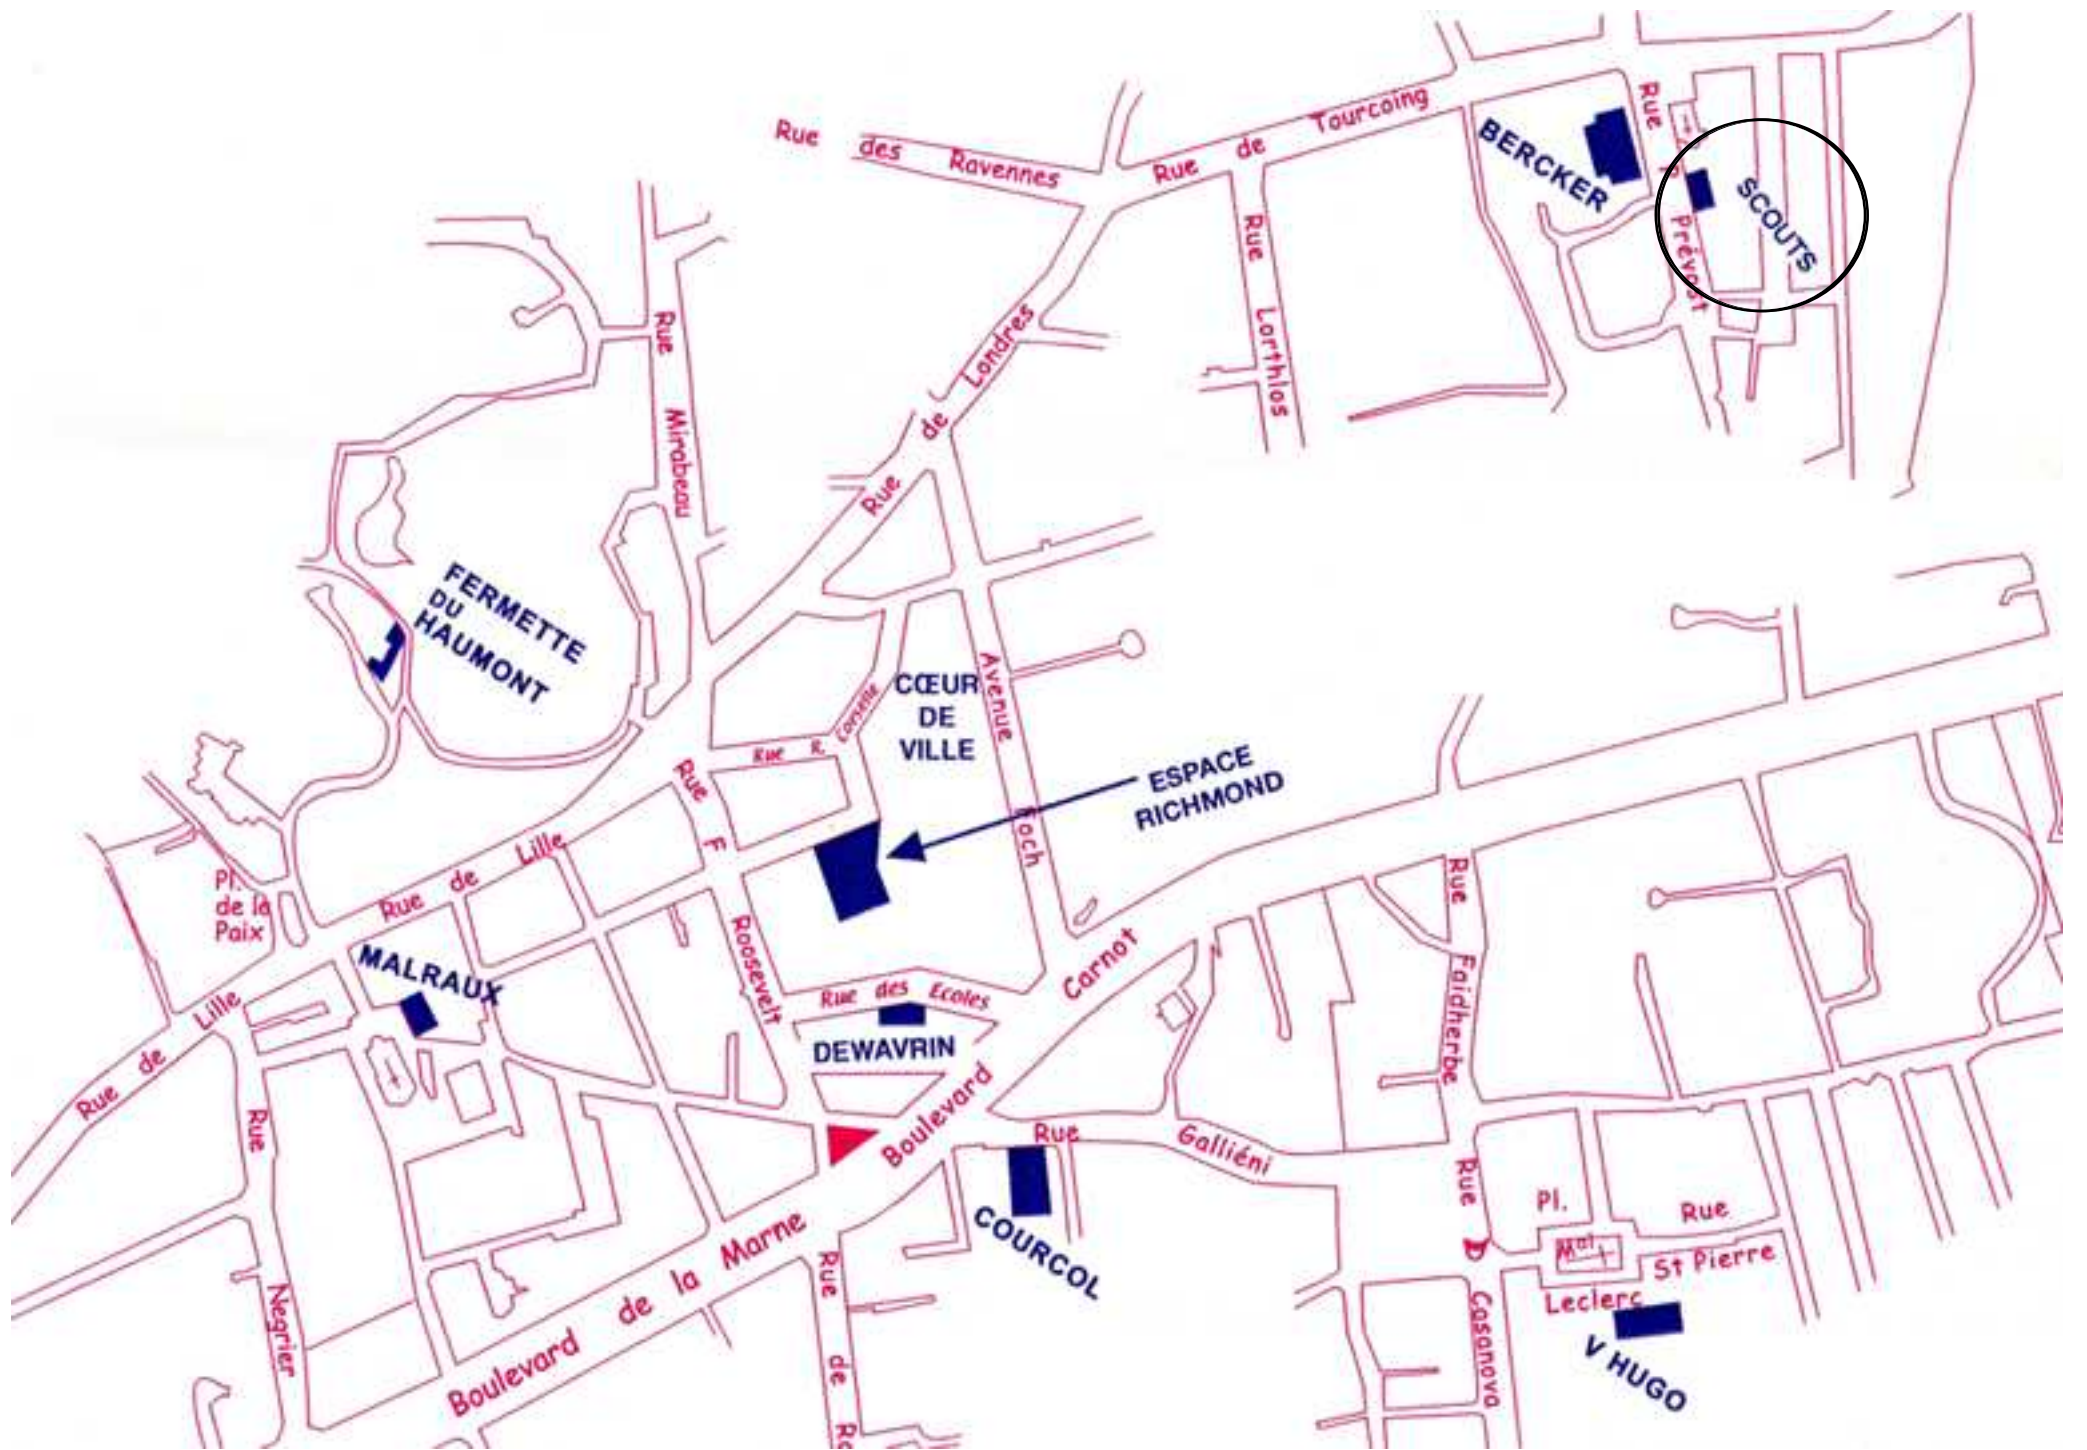 Rue des Ravennes
Rue de Tourcoing
Rue P Prévost
BERCKER
SCOUTS
Rue Lorthios
Rue de Londres
Rue Mirabeau
FERMETTE
DU
HAUMONT
CŒUR
DE
VILLE
Avenue Foch
Rue R. Corselle
ESPACE
RICHMOND
Rue F Roosevelt
Rue de Lille
Pl.
de la
Paix
MALRAUX
Rue de Lille
Rue des Ecoles
DEWAVRIN
Boulevard Carnot
Rue Galliéni
COURCOL
Rue Faidherbe
Rue D Casanova
Pl.
Mal
Leclerc
Rue
St Pierre
V HUGO
Rue Negrier
Boulevard de la Marne
Rue de